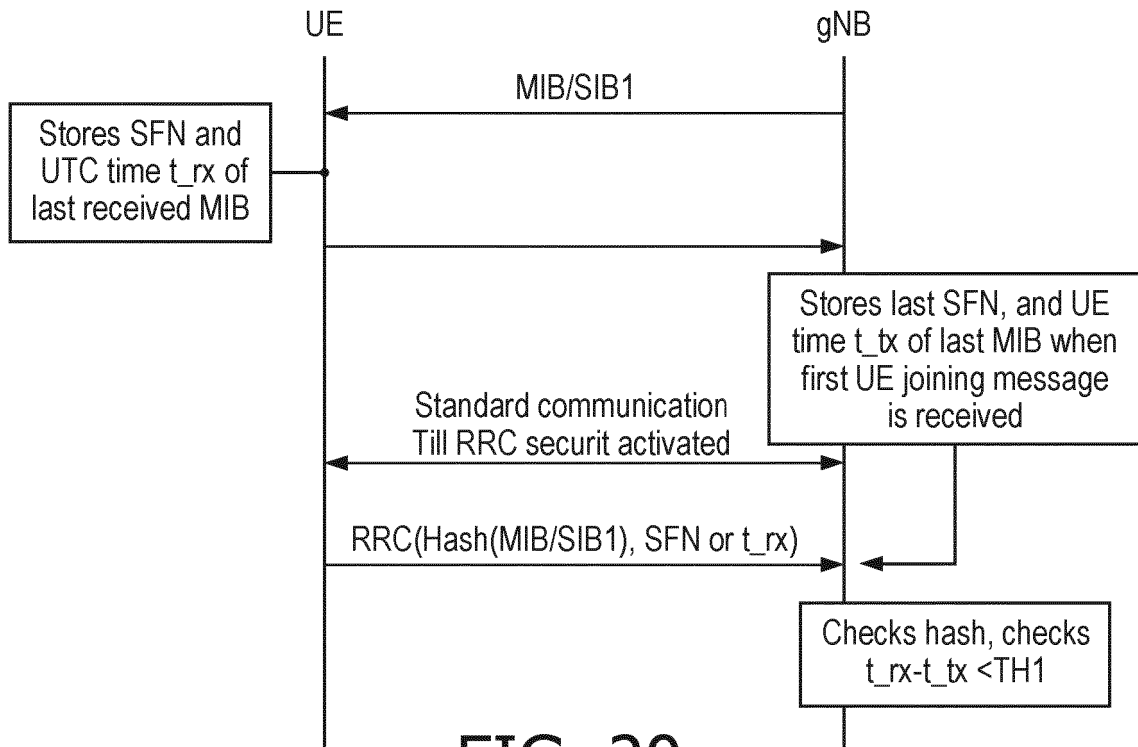 UE
gNB
MIB/SIB1
Stores SFN and
UTC time t_rx of
last received MIB
Stores last SFN, and UE
time t_tx of last MIB when
first UE joining message
is received
Standard communication
Till RRC securit activated
RRC(Hash(MIB/SIB1), SFN or t_rx)
Checks hash, checks
t_rx-t_tx <TH1
FIG.